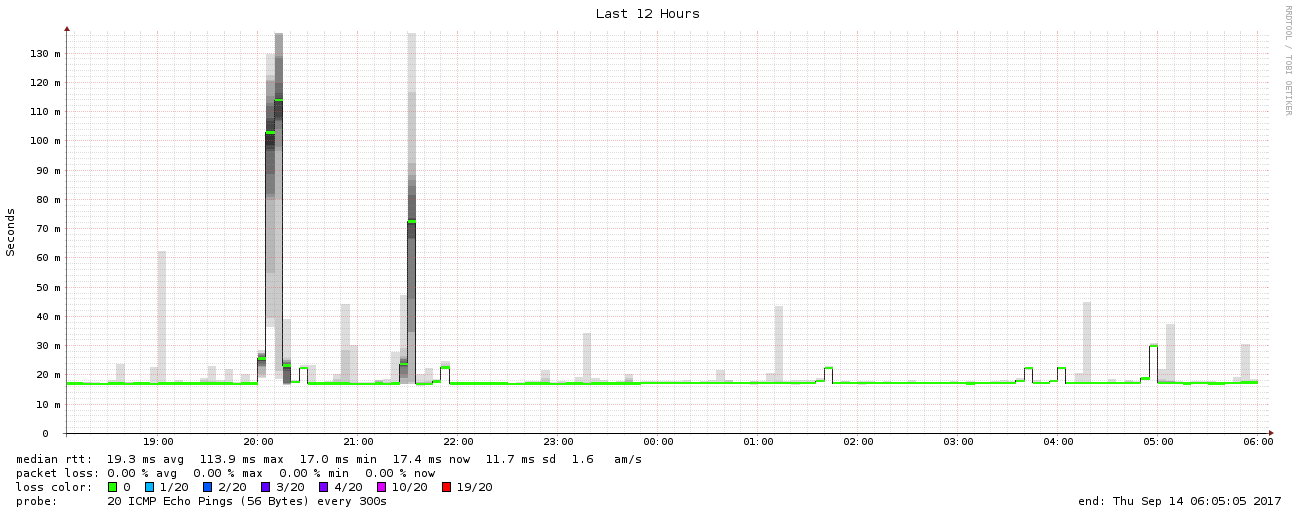 Last 12 Hours
RRDTOOL / TOBI OETIKER
Seconds
130 m
120 m
110 m
100 m
90 m
80 m
70 m
60 m
50 m
40 m
30 m
20 m
10 m
0
19:00 20:00 21:00 22:00 23:00 00:00 01:00 02:00 03:00 04:00 05:00 06:00
median rtt: 19.3 ms avg 113.9 ms max 17.0 ms min 17.4 ms now 11.7 ms sd 1.6 am/s
packet loss: 0.00 % avg 0.00 % max 0.00 % min 0.00 % now
loss color: 0 1/20 2/20 3/20 4/20 10/20 19/20
probe: 20 ICMP Echo Pings (56 Bytes) every 300s end: Thu Sep 14 06:05:05 2017